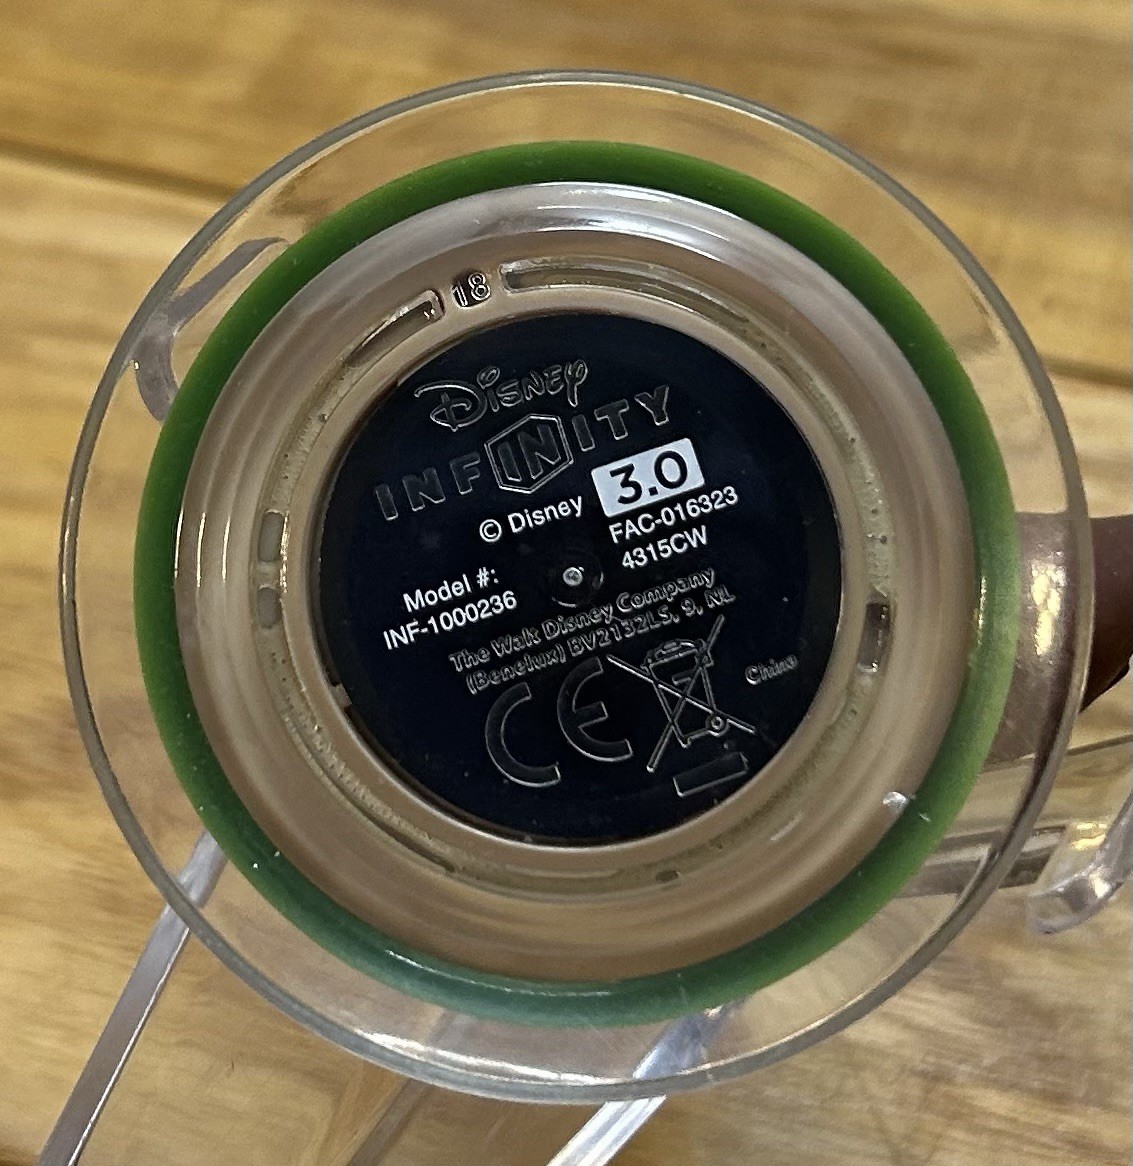 18
Disney
INFINITY
3.0
© Disney
FAC-016323
4315CW
Model #:
INF-1000236
The Walt Disney Company
(Benelux) BV2132LS, 9, NL
CE
China